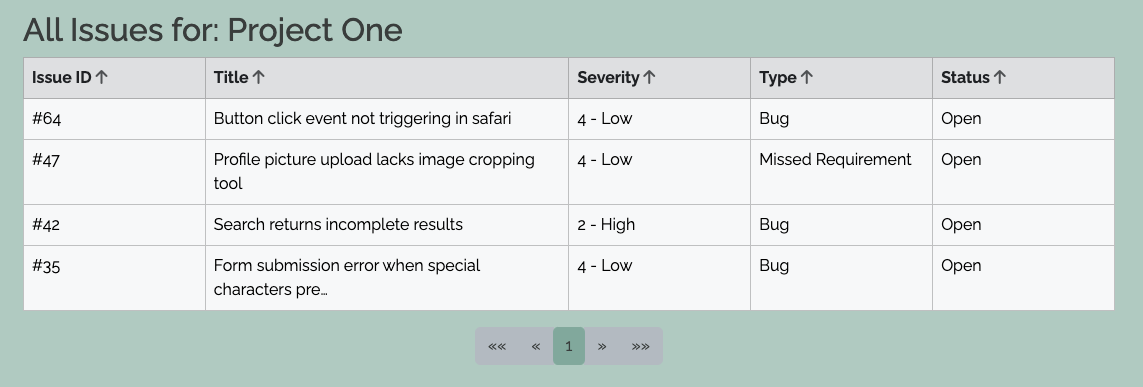 All Issues for: Project One
Issue ID↑ Title↑ Severity↑ Type↑ Status↑
#64 Button click event not triggering in safari 4 - Low Bug Open
#47 Profile picture upload lacks image cropping 4 - Low Missed Requirement Open
tool
#42 Search returns incomplete results 2 - High Bug Open
#35 Form submission error when special 4 - Low Bug Open
characters pre…
«« « 1 » »»